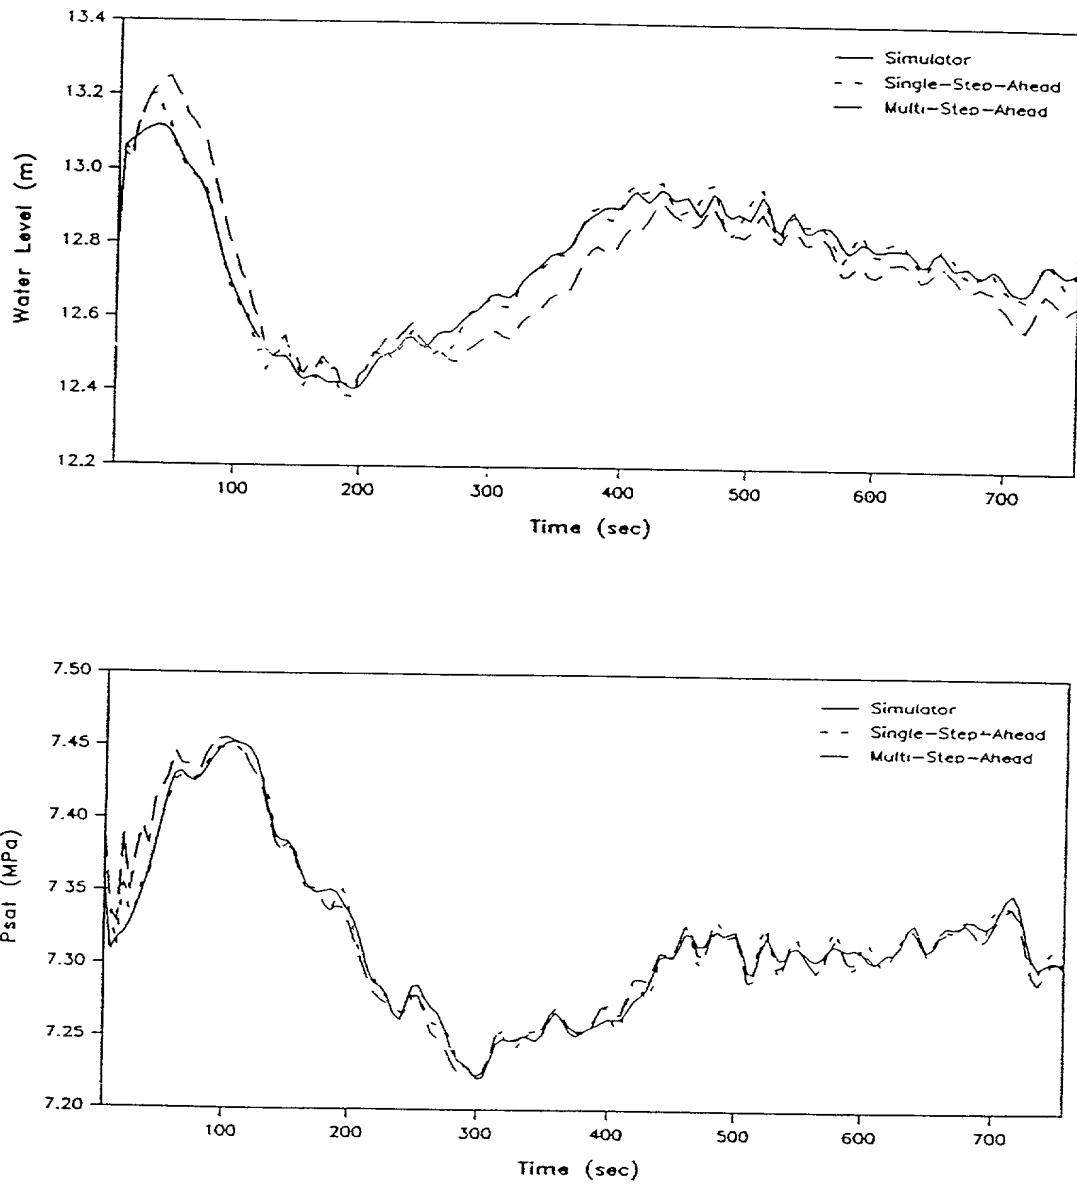 13.4
13.2
13.0
12.8
12.6
12.4
12.2
Water Level (m)
Simulator
Single-Step-Ahead
Multi-Step-Ahead
100 200 300 400 500 600 700
Time (sec)
7.50
7.45
7.40
7.35
7.30
7.25
7.20
Psat (MPa)
Simulator
Single-Step-Ahead
Multi-Step-Ahead
100 200 300 400 500 600 700
Time (sec)